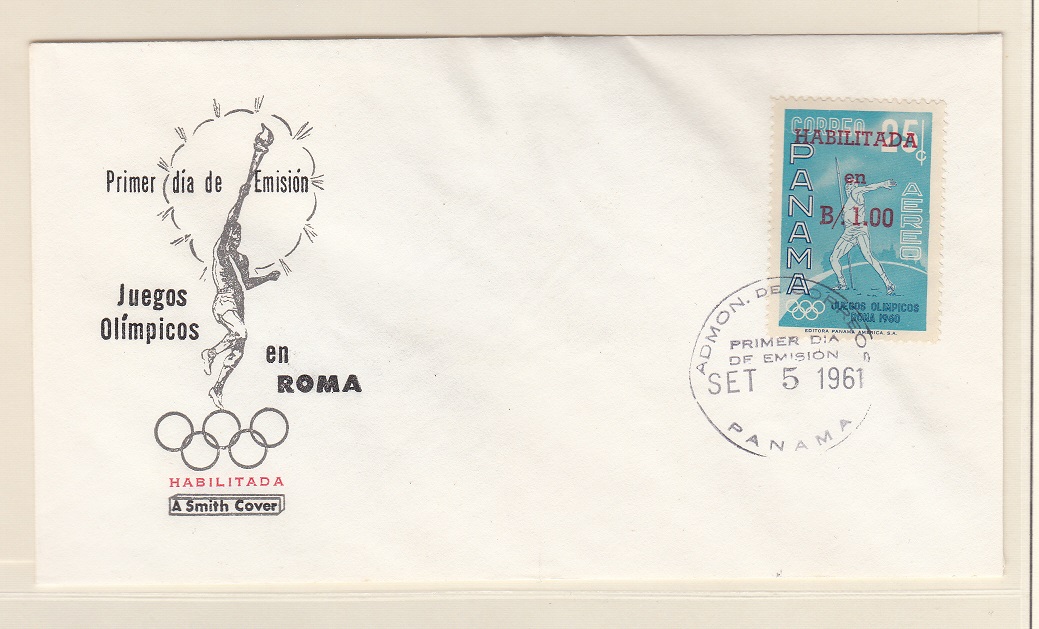 Primer día de Emisión
Juegos
Olímpicos
en
ROMA
HABILITADA
A Smith Cover
CORREO 25 ¢
HABILITADA
en
B/. 1.00
PANAMA
AEREO
JUEGOS OLIMPICOS
ROMA 1960
EDITORA PANAMA AMERICA, S.A.
ADMON. DE
PRIMER DIA
DE EMISIÓN
SET 5 1961
PANAMA